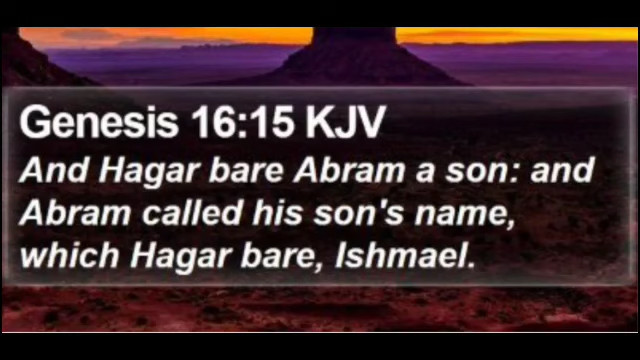 Genesis 16:15 KJV
And Hagar bare Abram a son: and
Abram called his son's name,
which Hagar bare, Ishmael.